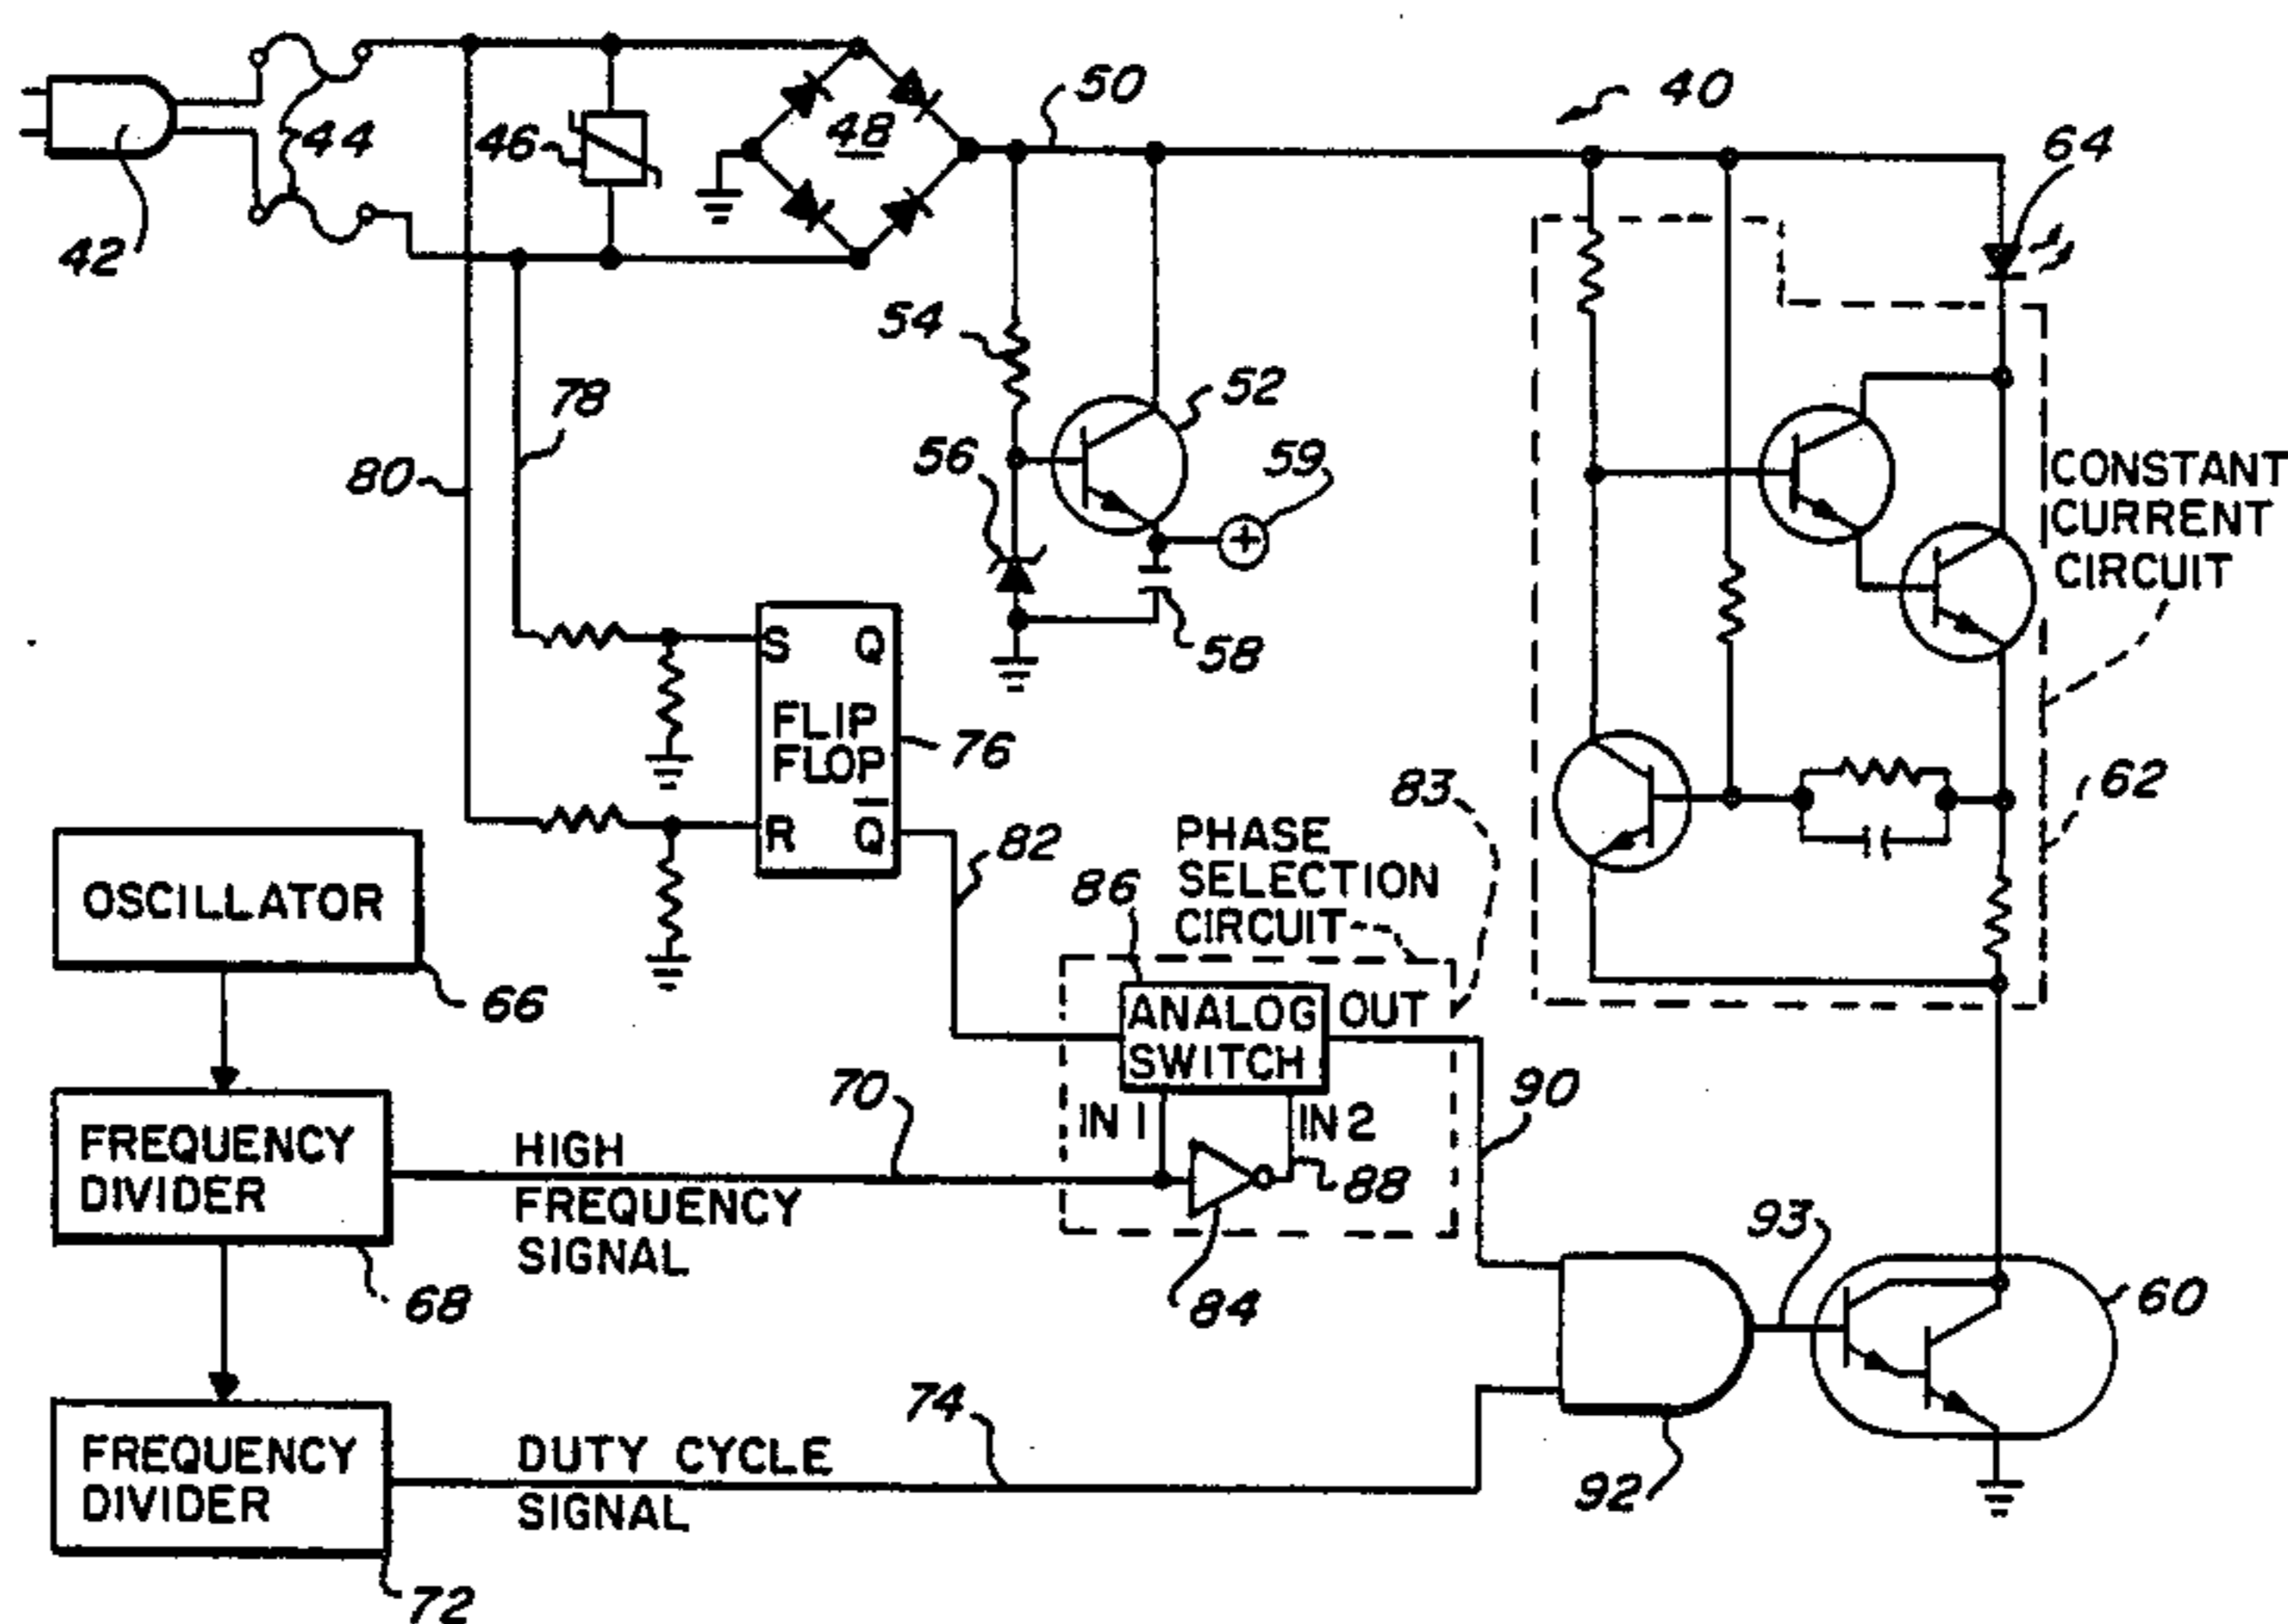 50
40
44
46
48
64
42
54
78
52
56
59
80
CONSTANT
CURRENT
CIRCUIT
S Q
58
FLIP
FLOP
76
83
62
PHASE
SELECTION
CIRCUIT
R Q̅
82
86
OSCILLATOR
66
ANALOG
SWITCH
OUT
70
90
IN 1
IN 2
FREQUENCY
DIVIDER
HIGH
FREQUENCY
SIGNAL
88
68
84
93
60
74
FREQUENCY
DIVIDER
DUTY CYCLE
SIGNAL
92
72